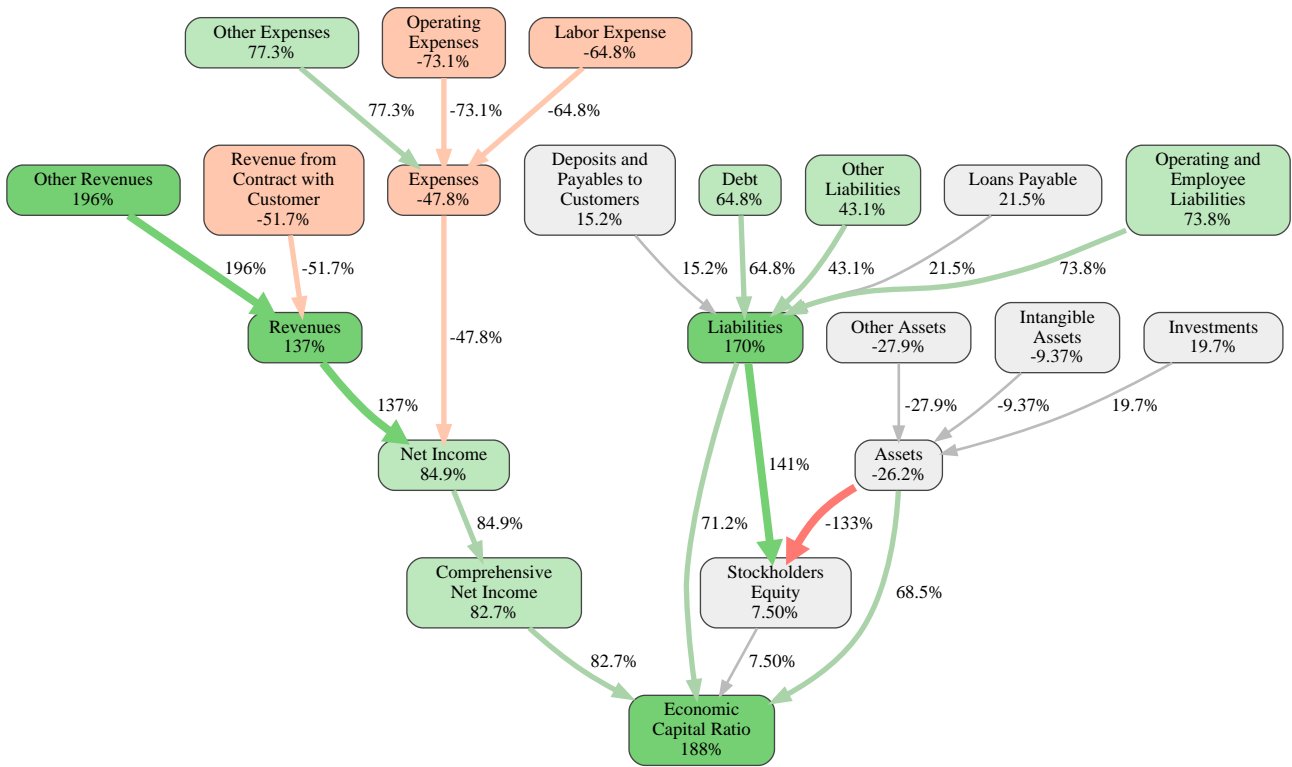 Other Expenses
77.3%
Operating
Expenses
-73.1%
Labor Expense
-64.8%
77.3%
-73.1%
-64.8%
Other Revenues
196%
Revenue from
Contract with
Customer
-51.7%
Expenses
-47.8%
Deposits and
Payables to
Customers
15.2%
Debt
64.8%
Other
Liabilities
43.1%
Loans Payable
21.5%
Operating and
Employee
Liabilities
73.8%
196%
-51.7%
15.2%
64.8%
43.1%
21.5%
73.8%
Revenues
137%
-47.8%
Liabilities
170%
Other Assets
-27.9%
Intangible
Assets
-9.37%
Investments
19.7%
137%
-27.9%
-9.37%
19.7%
Net Income
84.9%
141%
Assets
-26.2%
84.9%
71.2%
-133%
Comprehensive
Net Income
82.7%
Stockholders
Equity
7.50%
68.5%
82.7%
7.50%
Economic
Capital Ratio
188%